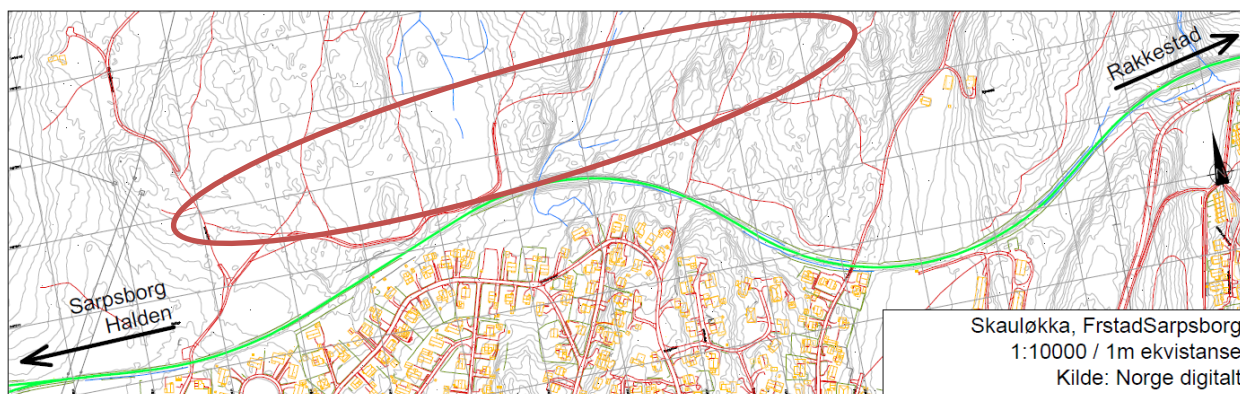 Rakkestad
Sarpsborg
Halden
Skauløkka, FrstadSarpsborg
1:10000 / 1m ekvistanse
Kilde: Norge digitalt